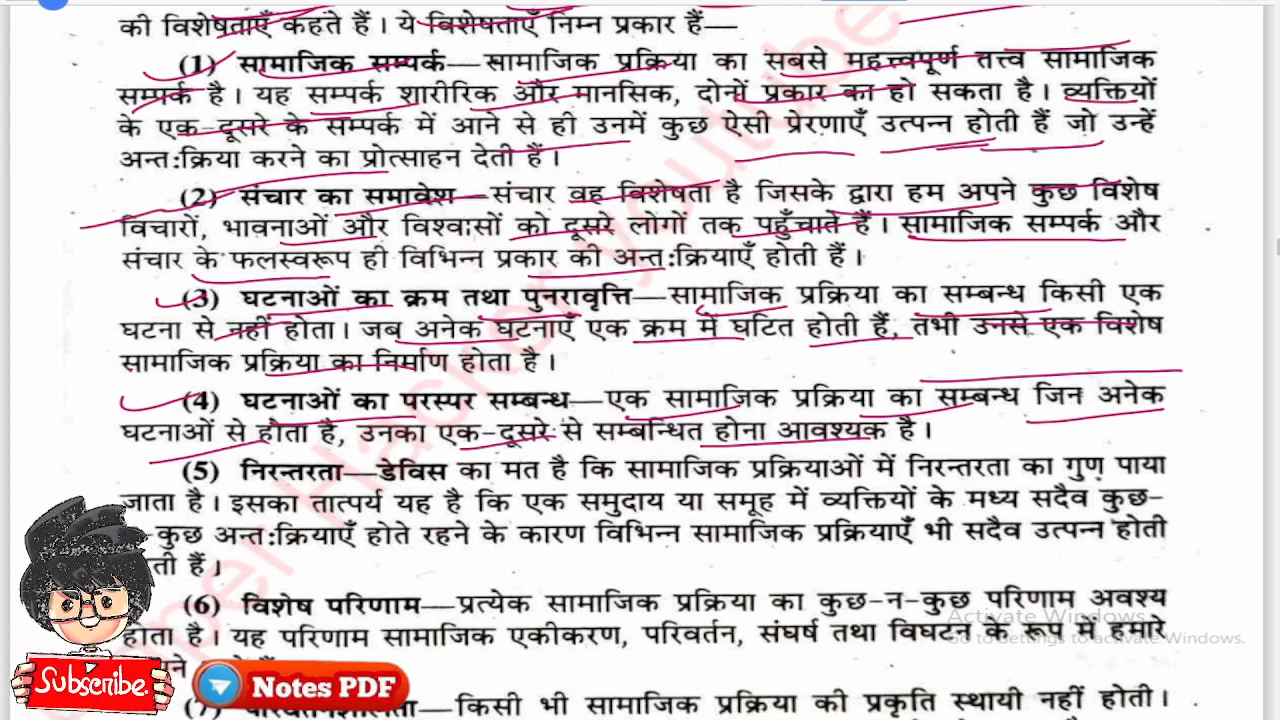 की विशेषताएँ कहते हैं। ये विशेषताएँ निम्न प्रकार हैं—
(1) सामाजिक सम्पर्क—सामाजिक प्रक्रिया का सबसे महत्त्वपूर्ण तत्त्व सामाजिक
सम्पर्क है। यह सम्पर्क शारीरिक और मानसिक, दोनों प्रकार का हो सकता है। व्यक्तियों
के एक-दूसरे के सम्पर्क में आने से ही उनमें कुछ ऐसी प्रेरणाएँ उत्पन्न होती हैं जो उन्हें
अन्तःक्रिया करने का प्रोत्साहन देती हैं।
(2) संचार का समावेश—संचार वह विशेषता है जिसके द्वारा हम अपने कुछ विशेष
विचारों, भावनाओं और विश्वासों को दूसरे लोगों तक पहुँचाते हैं। सामाजिक सम्पर्क और
संचार के फलस्वरूप ही विभिन्न प्रकार की अन्तःक्रियाएँ होती हैं।
(3) घटनाओं का क्रम तथा पुनरावृत्ति—सामाजिक प्रक्रिया का सम्बन्ध किसी एक
घटना से नहीं होता। जब अनेक घटनाएँ एक क्रम में घटित होती हैं, तभी उनसे एक विशेष
सामाजिक प्रक्रिया का निर्माण होता है।
(4) घटनाओं का परस्पर सम्बन्ध—एक सामाजिक प्रक्रिया का सम्बन्ध जिन अनेक
घटनाओं से होता है, उनका एक-दूसरे से सम्बन्धित होना आवश्यक है।
(5) निरन्तरता—डेविस का मत है कि सामाजिक प्रक्रियाओं में निरन्तरता का गुण पाया
जाता है। इसका तात्पर्य यह है कि एक समुदाय या समूह में व्यक्तियों के मध्य सदैव कुछ-
कुछ अन्तःक्रियाएँ होते रहने के कारण विभिन्न सामाजिक प्रक्रियाएँ भी सदैव उत्पन्न होती
ती हैं।
(6) विशेष परिणाम—प्रत्येक सामाजिक प्रक्रिया का कुछ-न-कुछ परिणाम अवश्य
होता है। यह परिणाम सामाजिक एकीकरण, परिवर्तन, संघर्ष तथा विघटन के रूप में हमारे
Activate Windows
Go to Settings to activate Windows.
Subscribe.
Notes PDF
—किसी भी सामाजिक प्रक्रिया की प्रकृति स्थायी नहीं होती।
Hacker youtube